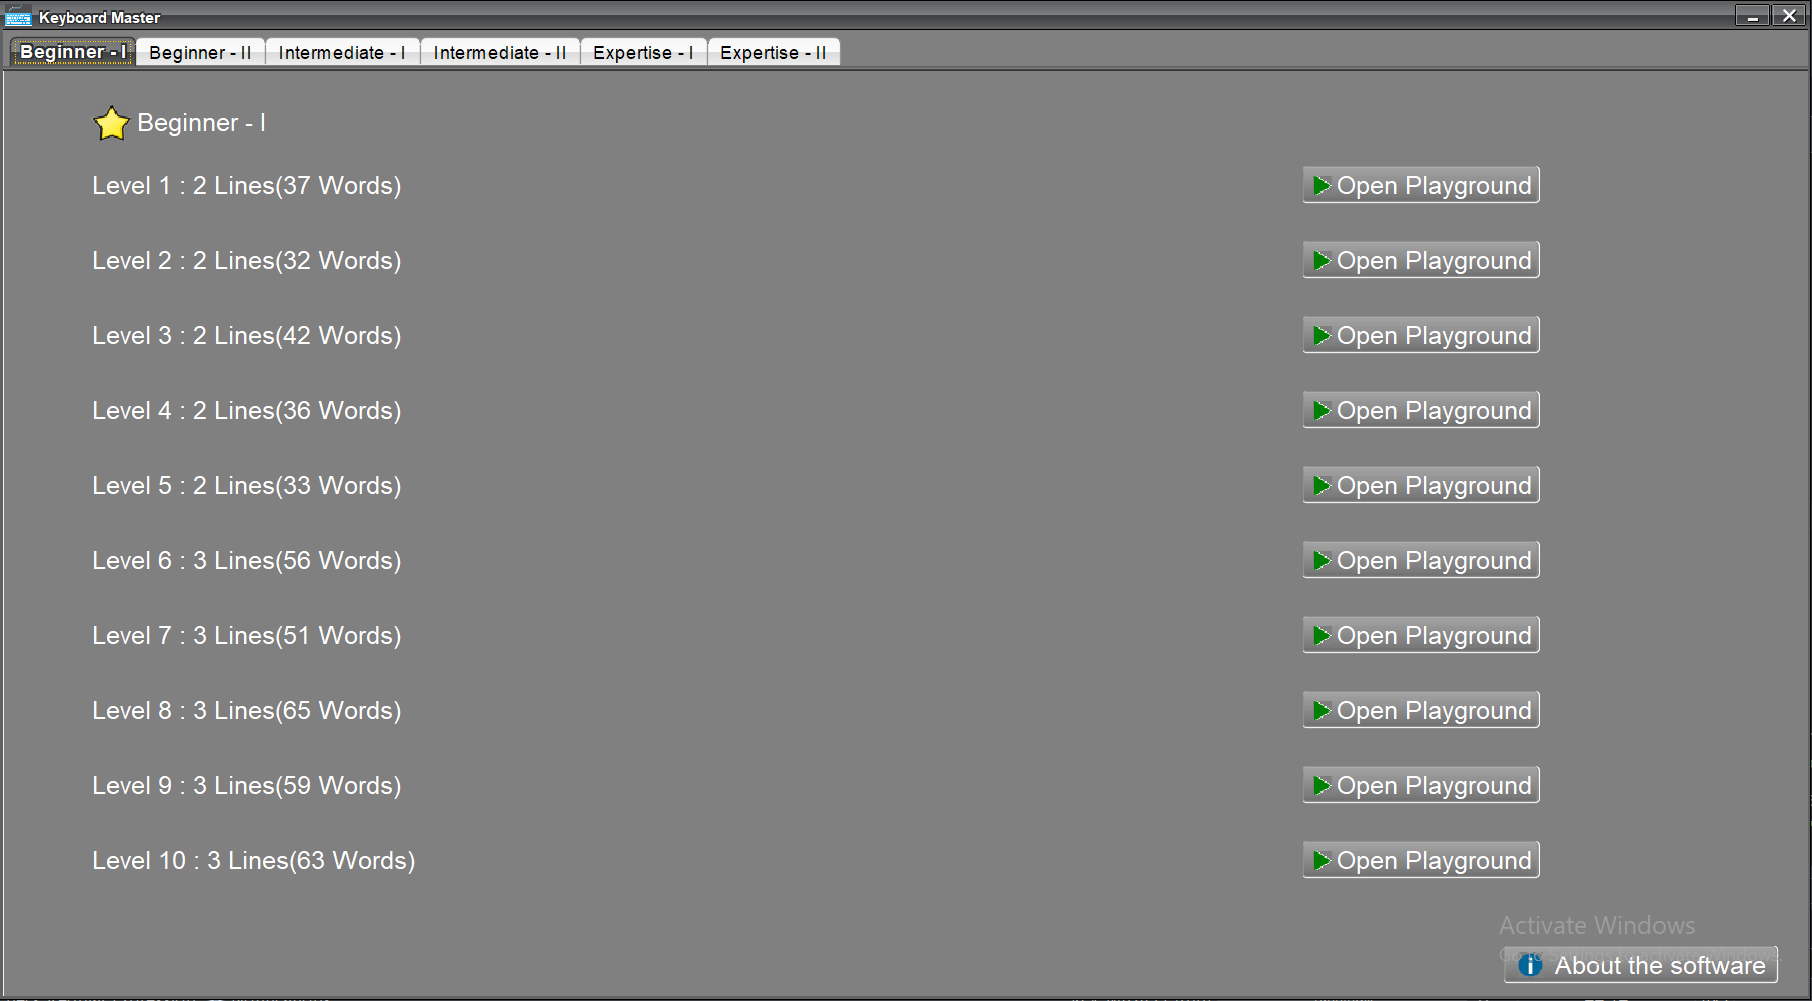 Keyboard Master
Beginner - I Beginner - II Intermediate - I Intermediate - II Expertise - I Expertise - II
Beginner - I
Level 1 : 2 Lines(37 Words) Open Playground
Level 2 : 2 Lines(32 Words) Open Playground
Level 3 : 2 Lines(42 Words) Open Playground
Level 4 : 2 Lines(36 Words) Open Playground
Level 5 : 2 Lines(33 Words) Open Playground
Level 6 : 3 Lines(56 Words) Open Playground
Level 7 : 3 Lines(51 Words) Open Playground
Level 8 : 3 Lines(65 Words) Open Playground
Level 9 : 3 Lines(59 Words) Open Playground
Level 10 : 3 Lines(63 Words) Open Playground
Activate Windows
About the software